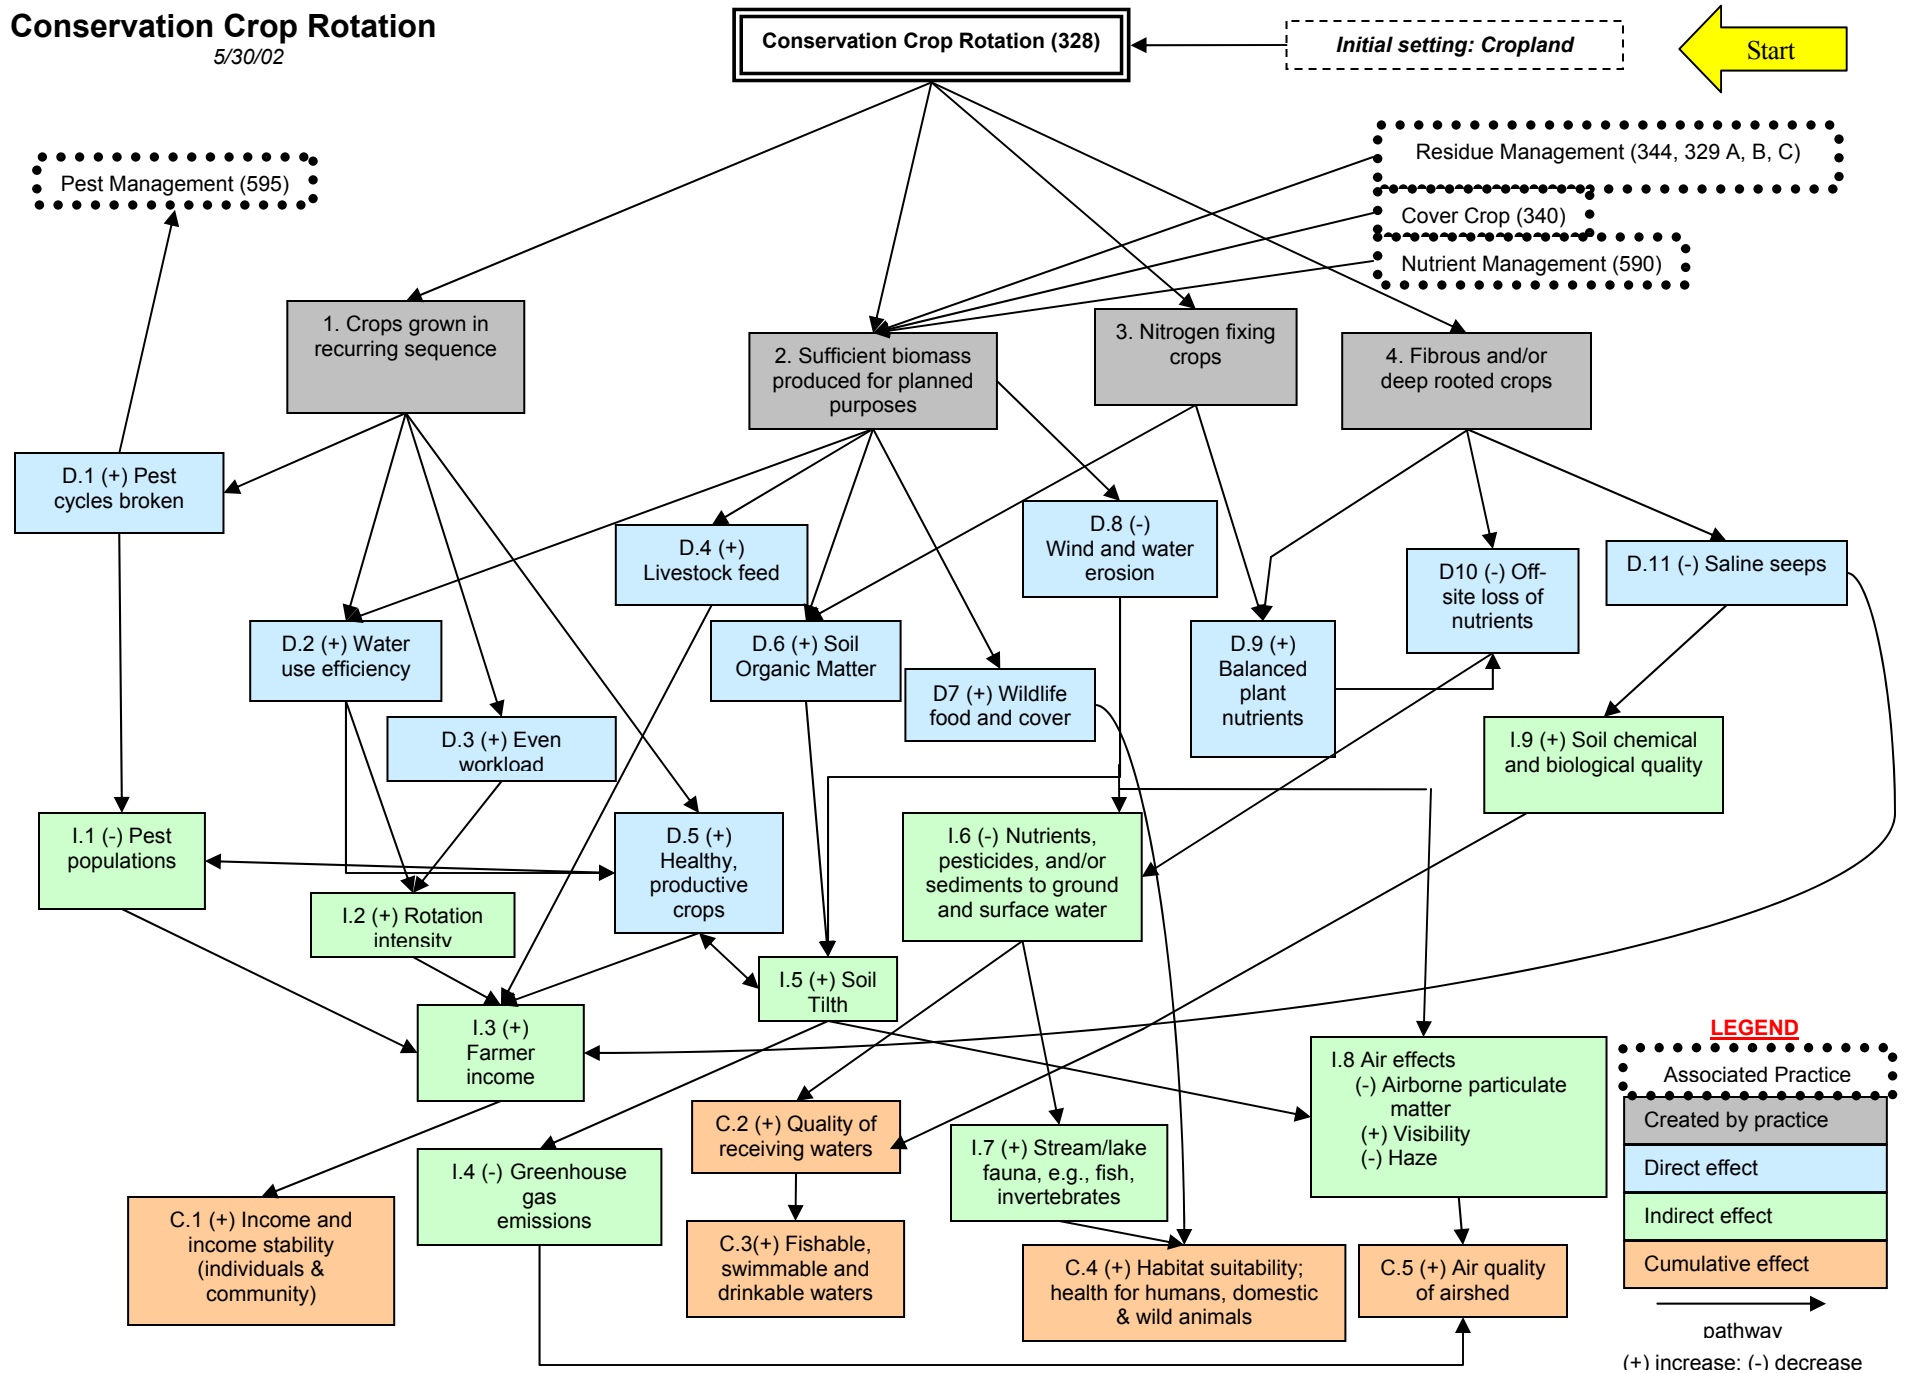 Conservation Crop Rotation
5/30/02
Conservation Crop Rotation (328)
Initial setting: Cropland
Start
Pest Management (595)
Residue Management (344, 329 A, B, C)
Cover Crop (340)
Nutrient Management (590)
1. Crops grown in
recurring sequence
2. Sufficient biomass
produced for planned
purposes
3. Nitrogen fixing
crops
4. Fibrous and/or
deep rooted crops
D.1 (+) Pest
cycles broken
D.4 (+)
Livestock feed
D.8 (-)
Wind and water
erosion
D10 (-) Off-
site loss of
nutrients
D.11 (-) Saline seeps
D.2 (+) Water
use efficiency
D.6 (+) Soil
Organic Matter
D7 (+) Wildlife
food and cover
D.9 (+)
Balanced
plant
nutrients
D.3 (+) Even
workload
I.9 (+) Soil chemical
and biological quality
I.1 (-) Pest
populations
D.5 (+)
Healthy,
productive
crops
I.6 (-) Nutrients,
pesticides, and/or
sediments to ground
and surface water
I.2 (+) Rotation
intensity
I.5 (+) Soil
Tilth
I.3 (+)
Farmer
income
I.8 Air effects
(-) Airborne particulate
matter
(+) Visibility
(-) Haze
C.2 (+) Quality of
receiving waters
I.7 (+) Stream/lake
fauna, e.g., fish,
invertebrates
I.4 (-) Greenhouse
gas
emissions
C.1 (+) Income and
income stability
(individuals &
community)
C.3(+) Fishable,
swimmable and
drinkable waters
C.4 (+) Habitat suitability;
health for humans, domestic
& wild animals
C.5 (+) Air quality
of airshed
LEGEND
Associated Practice
Created by practice
Direct effect
Indirect effect
Cumulative effect
pathway
(+) increase; (-) decrease